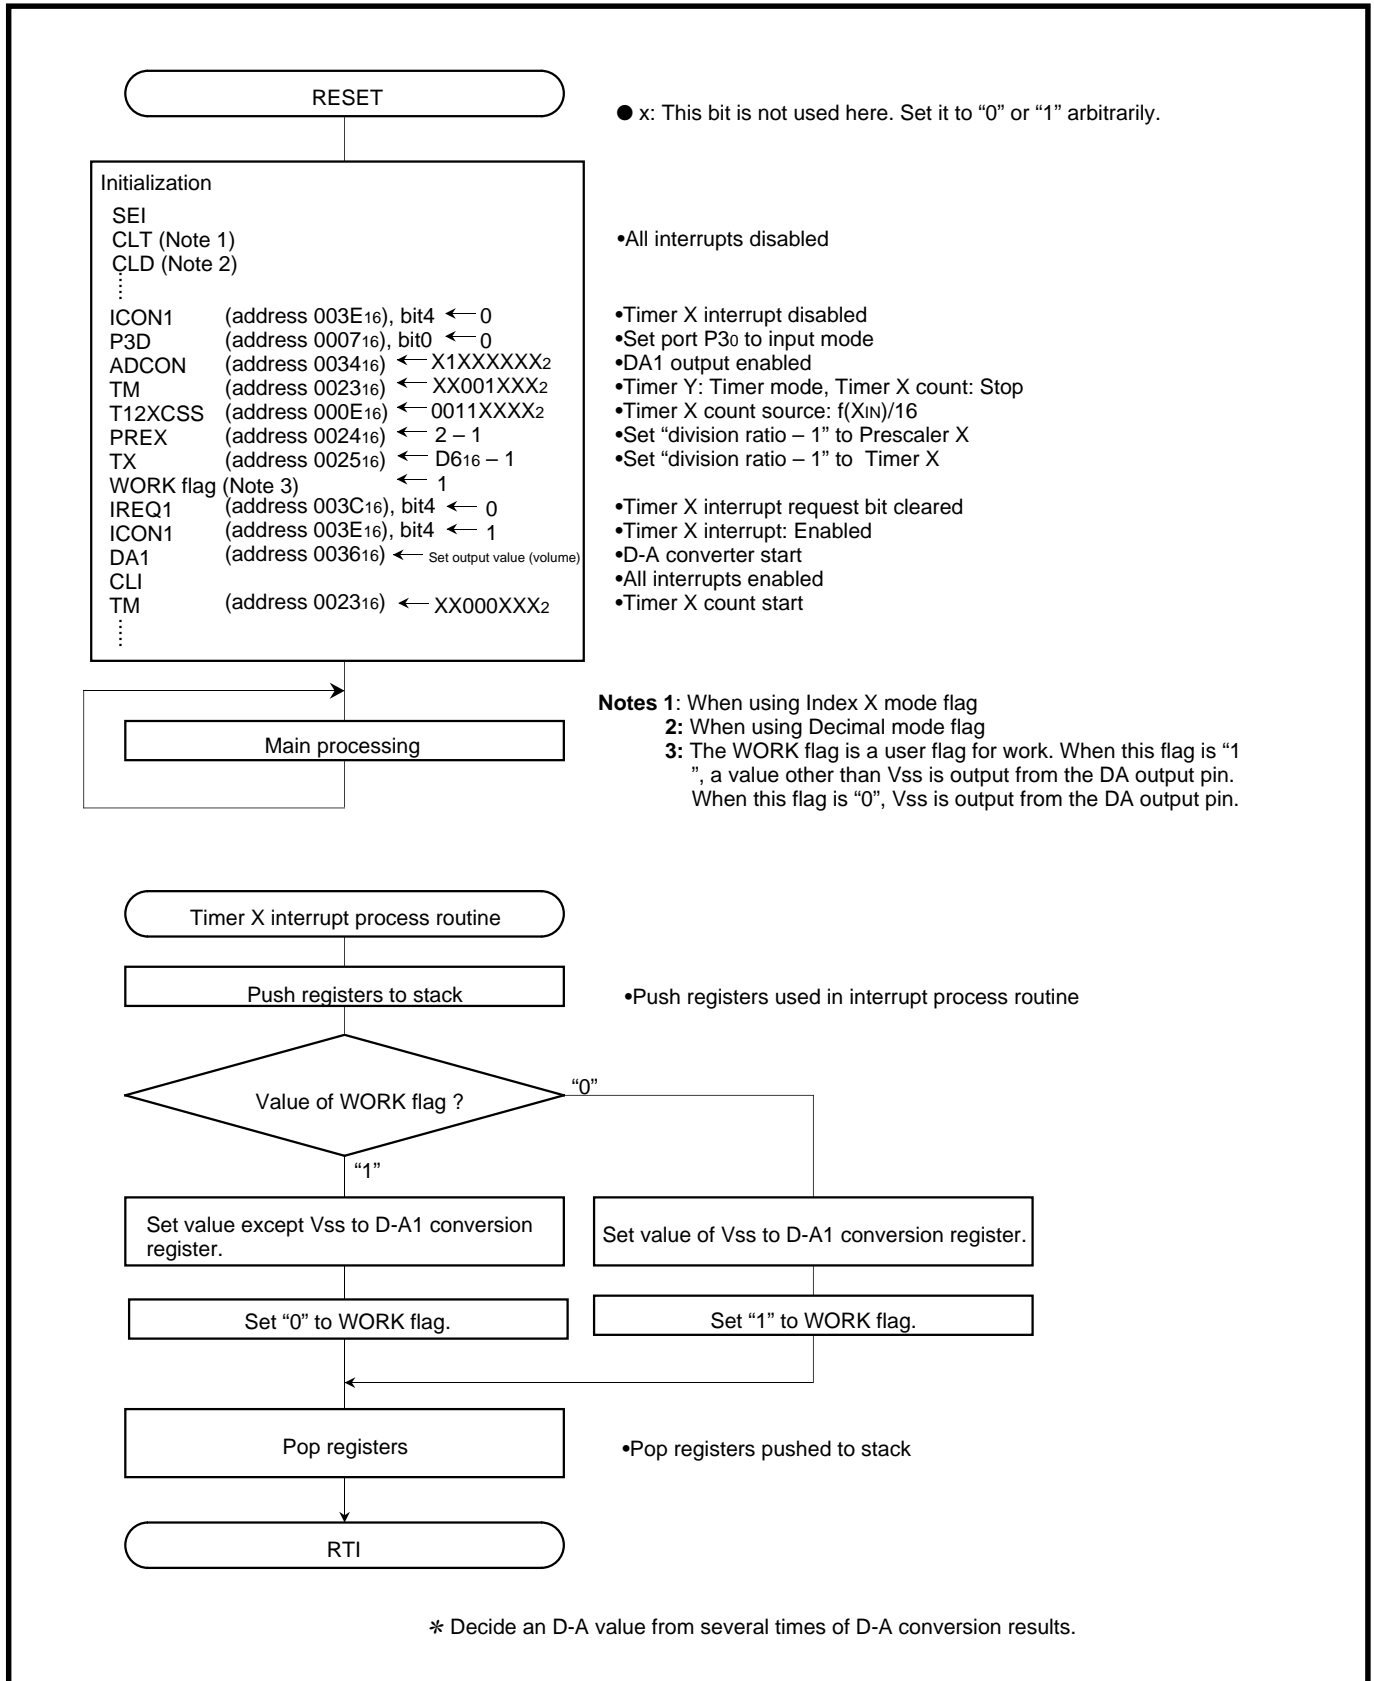 RESET
● x: This bit is not used here. Set it to “0” or “1” arbitrarily.
Initialization
SEI
CLT (Note 1) •All interrupts disabled
CLD (Note 2)
ICON1 (address 003E16), bit4 ← 0 •Timer X interrupt disabled
P3D (address 000716), bit0 ← 0 •Set port P30 to input mode
ADCON (address 003416) ← X1XXXXXX2 •DA1 output enabled
TM (address 002316) ← XX001XXX2 •Timer Y: Timer mode, Timer X count: Stop
T12XCSS (address 000E16) ← 0011XXXX2 •Timer X count source: f(XIN)/16
PREX (address 002416) ← 2 – 1 •Set “division ratio – 1” to Prescaler X
TX (address 002516) ← D616 – 1 •Set “division ratio – 1” to Timer X
WORK flag (Note 3) ← 1
IREQ1 (address 003C16), bit4 ← 0 •Timer X interrupt request bit cleared
ICON1 (address 003E16), bit4 ← 1 •Timer X interrupt: Enabled
DA1 (address 003616) ← Set output value (volume) •D-A converter start
CLI •All interrupts enabled
TM (address 002316) ← XX000XXX2 •Timer X count start
Notes 1: When using Index X mode flag
2: When using Decimal mode flag
3: The WORK flag is a user flag for work. When this flag is “1
”, a value other than Vss is output from the DA output pin.
When this flag is “0”, Vss is output from the DA output pin.
Main processing
Timer X interrupt process routine
Push registers to stack •Push registers used in interrupt process routine
Value of WORK flag ?
“0”
“1”
Set value except Vss to D-A1 conversion
register.
Set value of Vss to D-A1 conversion register.
Set “0” to WORK flag.
Set “1” to WORK flag.
Pop registers •Pop registers pushed to stack
RTI
* Decide an D-A value from several times of D-A conversion results.